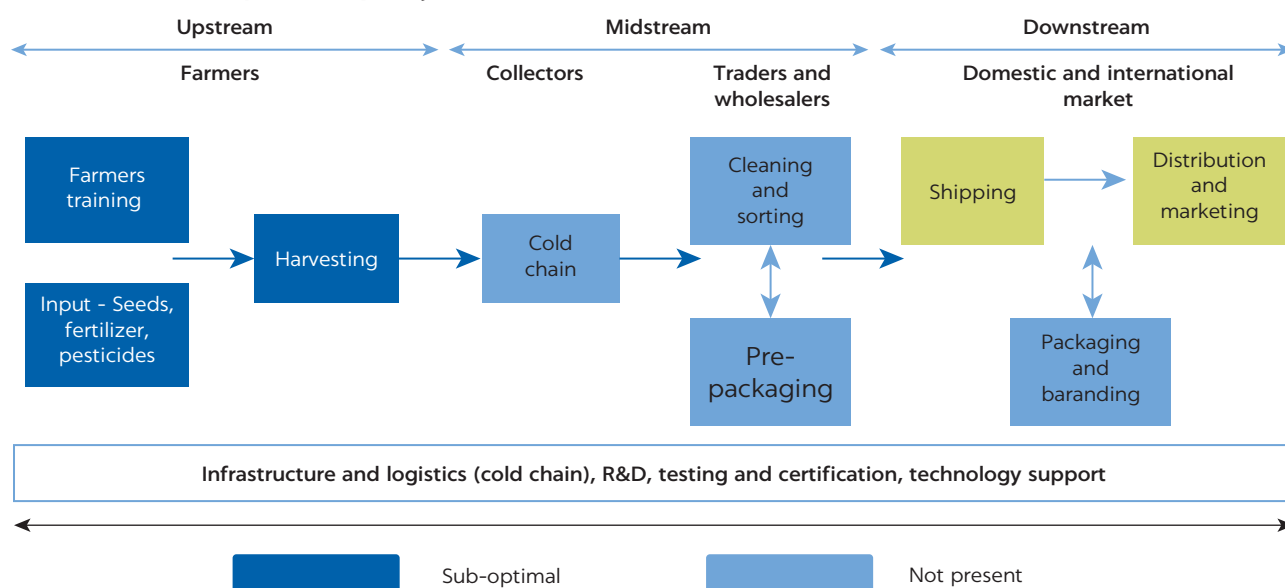 Upstream
Midstream
Downstream
Farmers
Collectors
Traders and
wholesalers
Domestic and international
market
Farmers
training
Input - Seeds,
fertilizer,
pesticides
Harvesting
Cold
chain
Cleaning
and
sorting
Pre-
packaging
Shipping
Distribution
and
marketing
Packaging
and
baranding
Infrastructure and logistics (cold chain), R&D, testing and certification, technology support
Sub-optimal
Not present